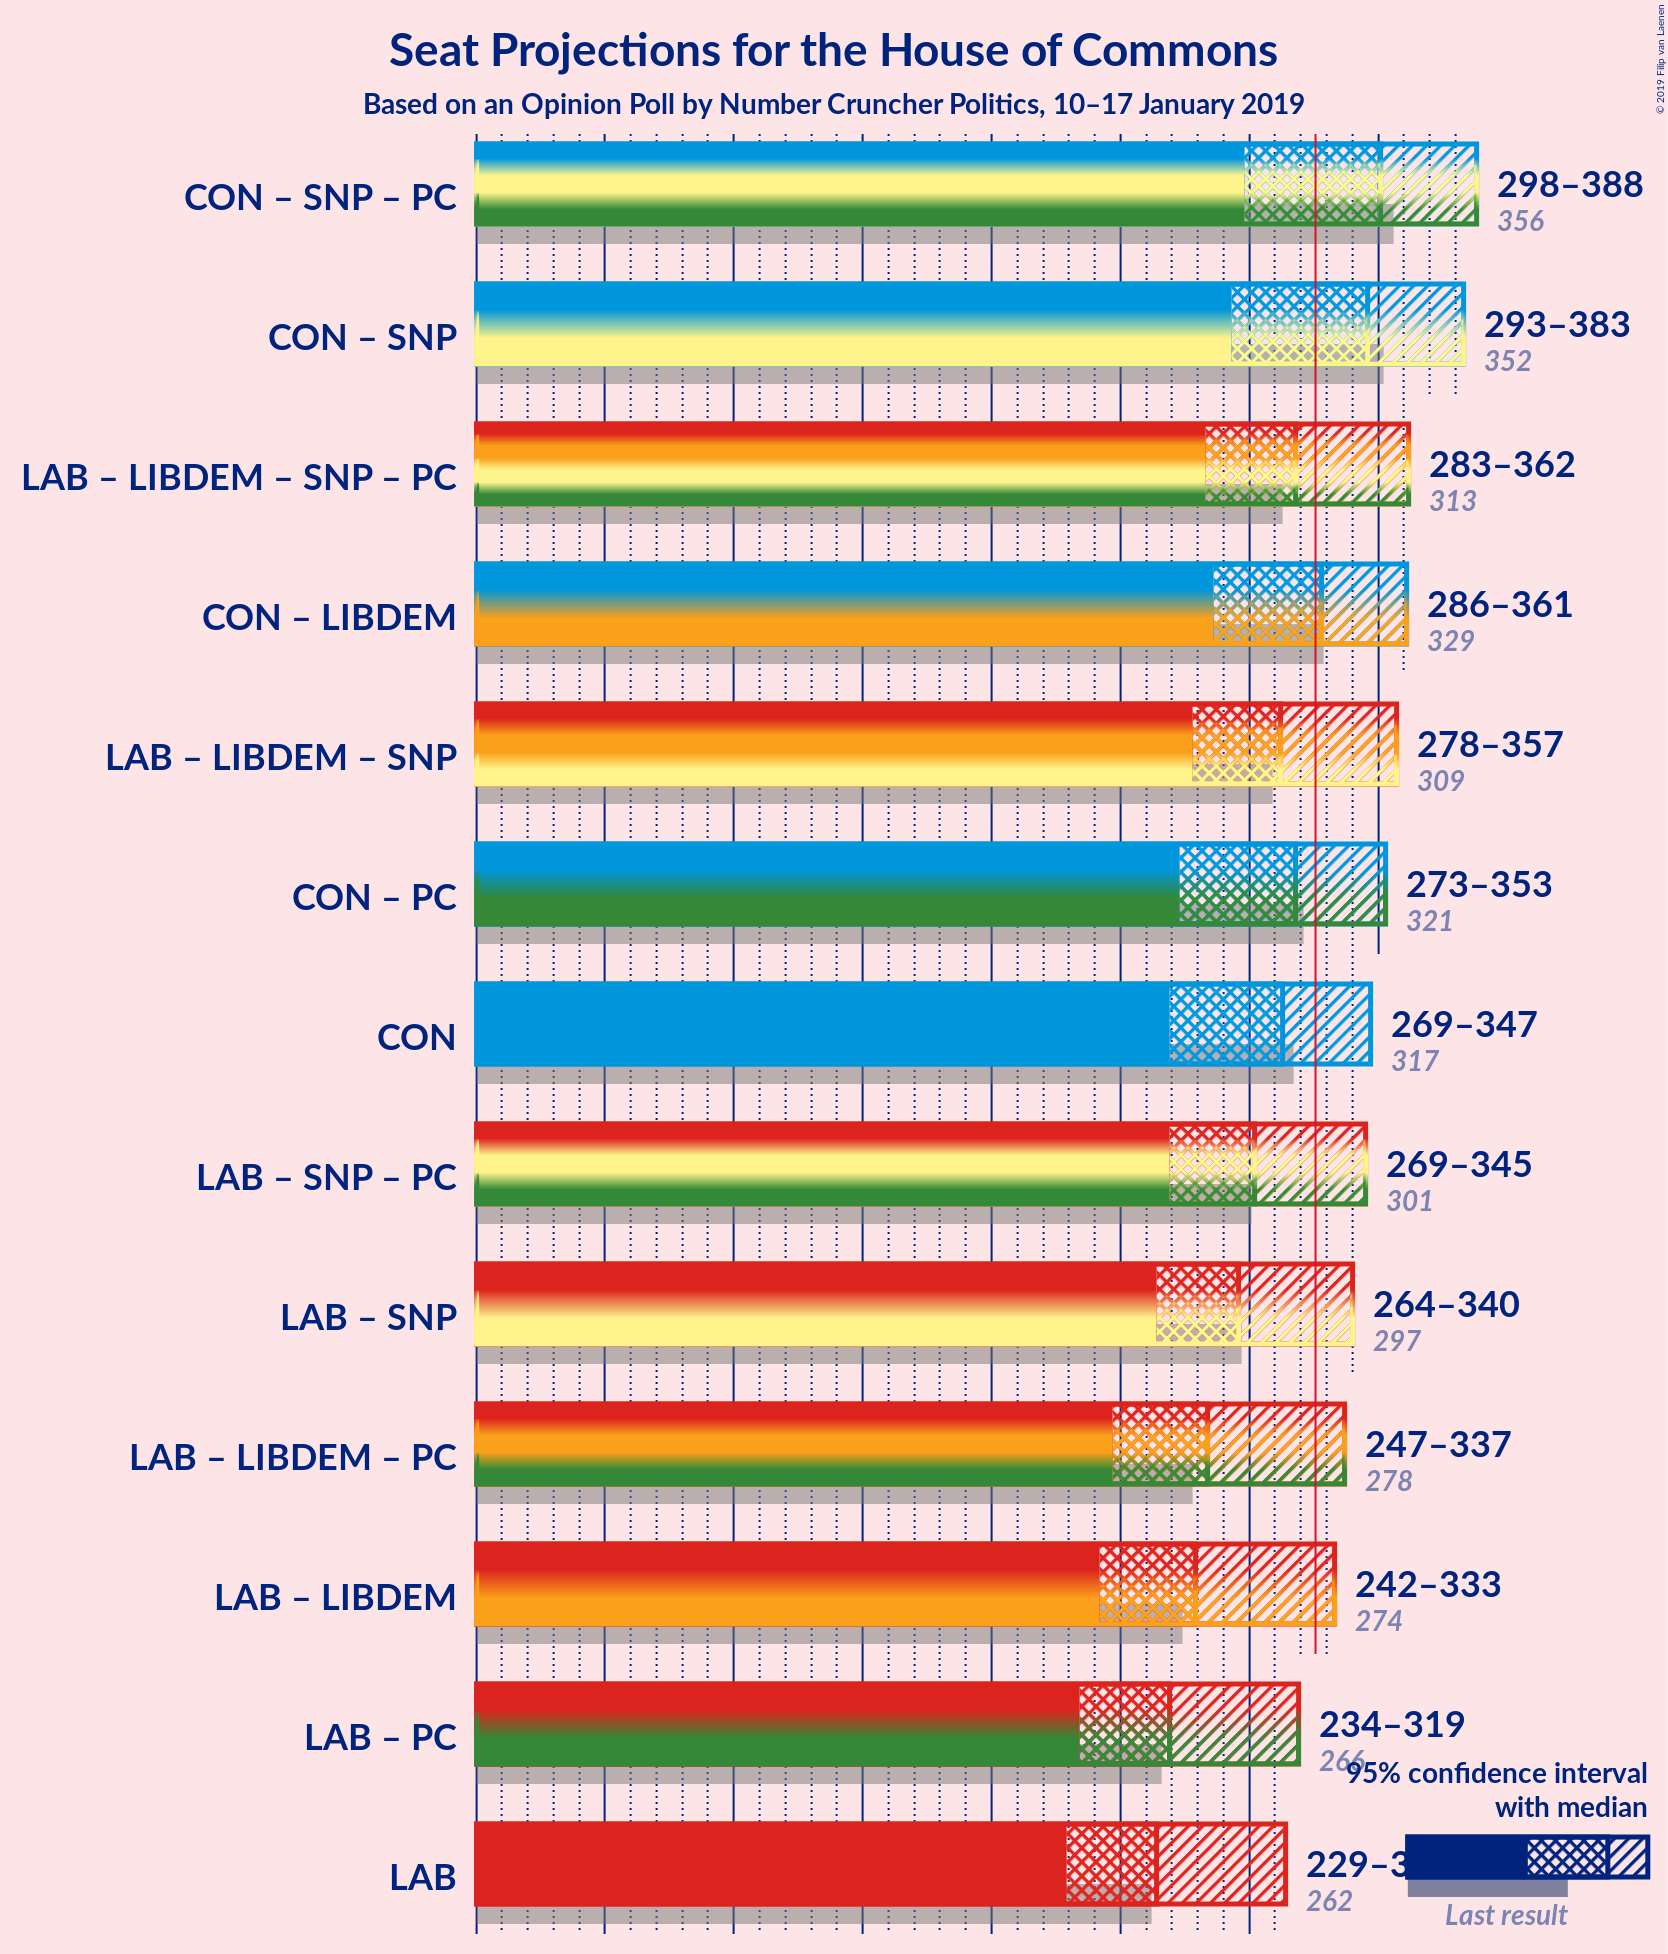 © 2019 Filip van Laenen
Seat Projections for the House of Commons
Based on an Opinion Poll by Number Cruncher Politics, 10–17 January 2019
CON – SNP – PC
298–388
356
CON – SNP
293–383
352
LAB – LIBDEM – SNP – PC
283–362
313
CON – LIBDEM
286–361
329
LAB – LIBDEM – SNP
278–357
309
CON – PC
273–353
321
CON
269–347
317
LAB – SNP – PC
269–345
301
LAB – SNP
264–340
297
LAB – LIBDEM – PC
247–337
278
LAB – LIBDEM
242–333
274
LAB – PC
234–319
266
95% confidence interval
with median
LAB
229–3
262
Last result